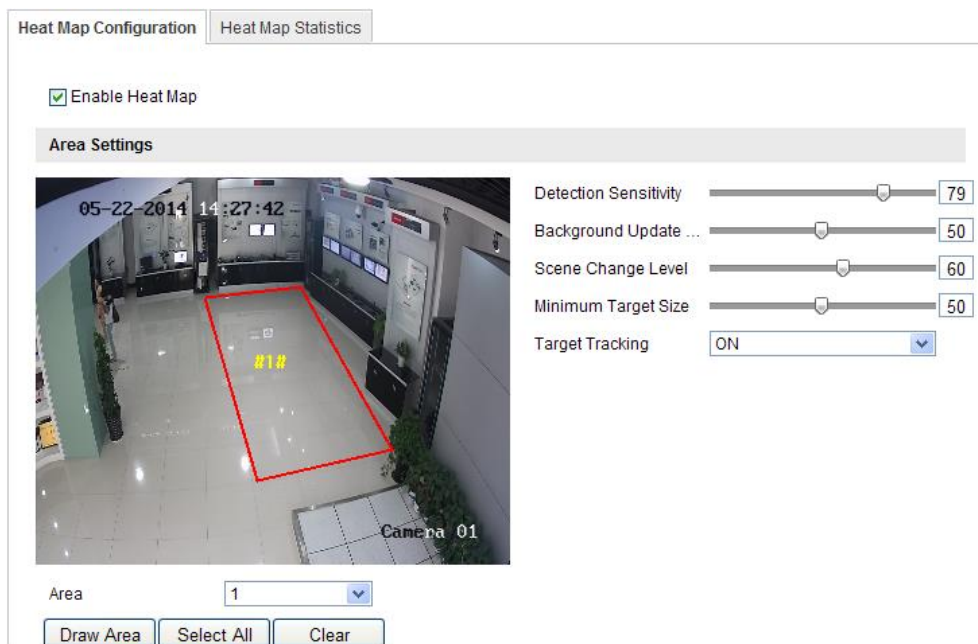 Heat Map Configuration
Heat Map Statistics
Enable Heat Map
Area Settings
05-22-2014 14:27:42
#1#
Camera 01
Detection Sensitivity 79
Background Update ... 50
Scene Change Level 60
Minimum Target Size 50
Target Tracking ON
Area 1
Draw Area
Select All
Clear